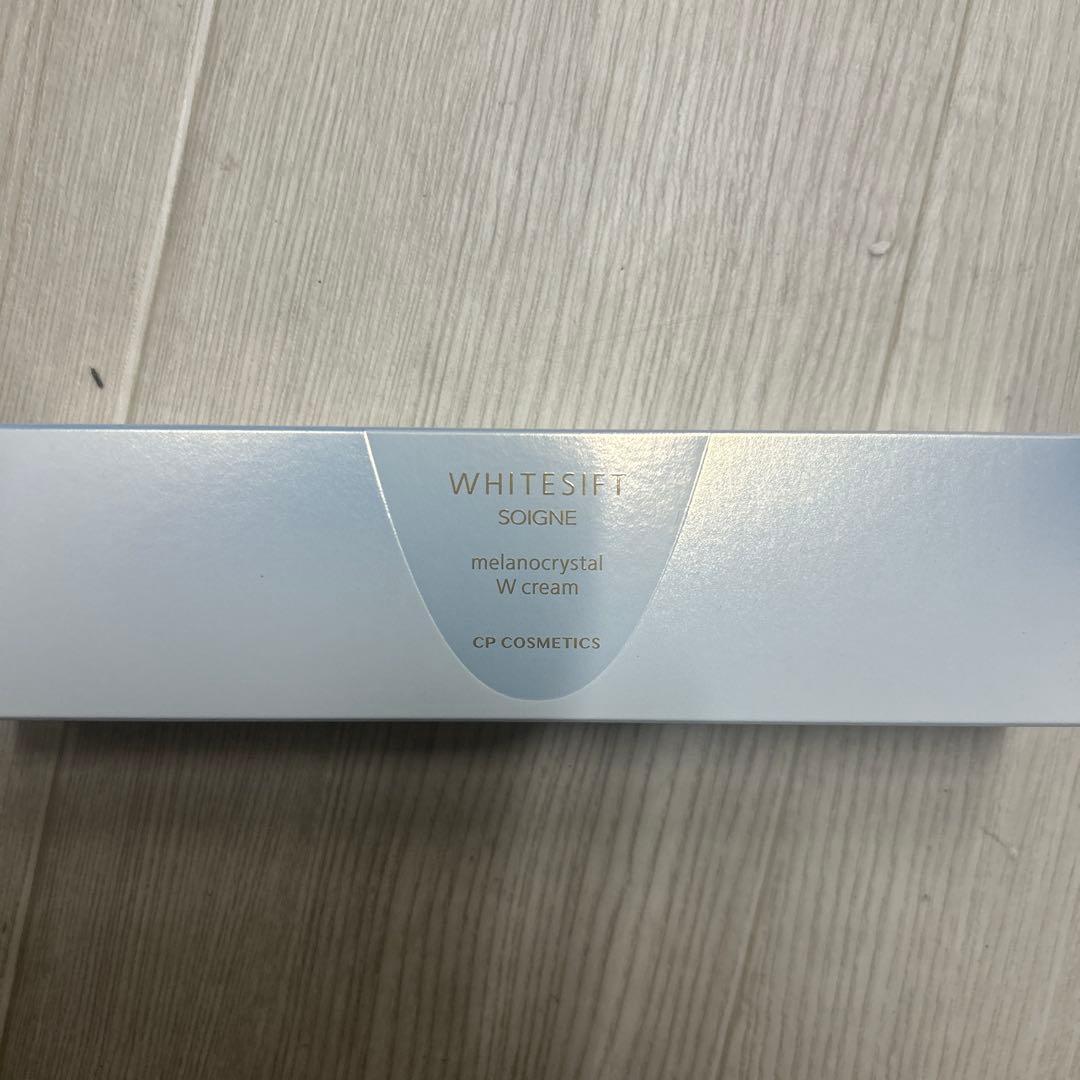 WHITESIFT
SOIGNE
melanocrystal
W cream
CP COSMETICS